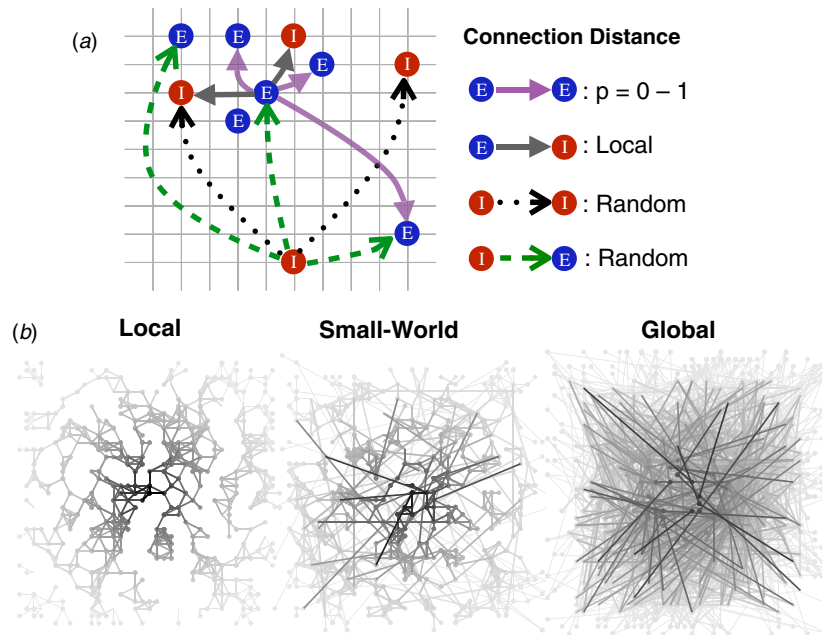 (a)
E E I
E I
I E
E
E
I
Connection Distance
E E : p = 0 – 1
E I : Local
I I : Random
I E : Random
(b)
Local Small-World Global